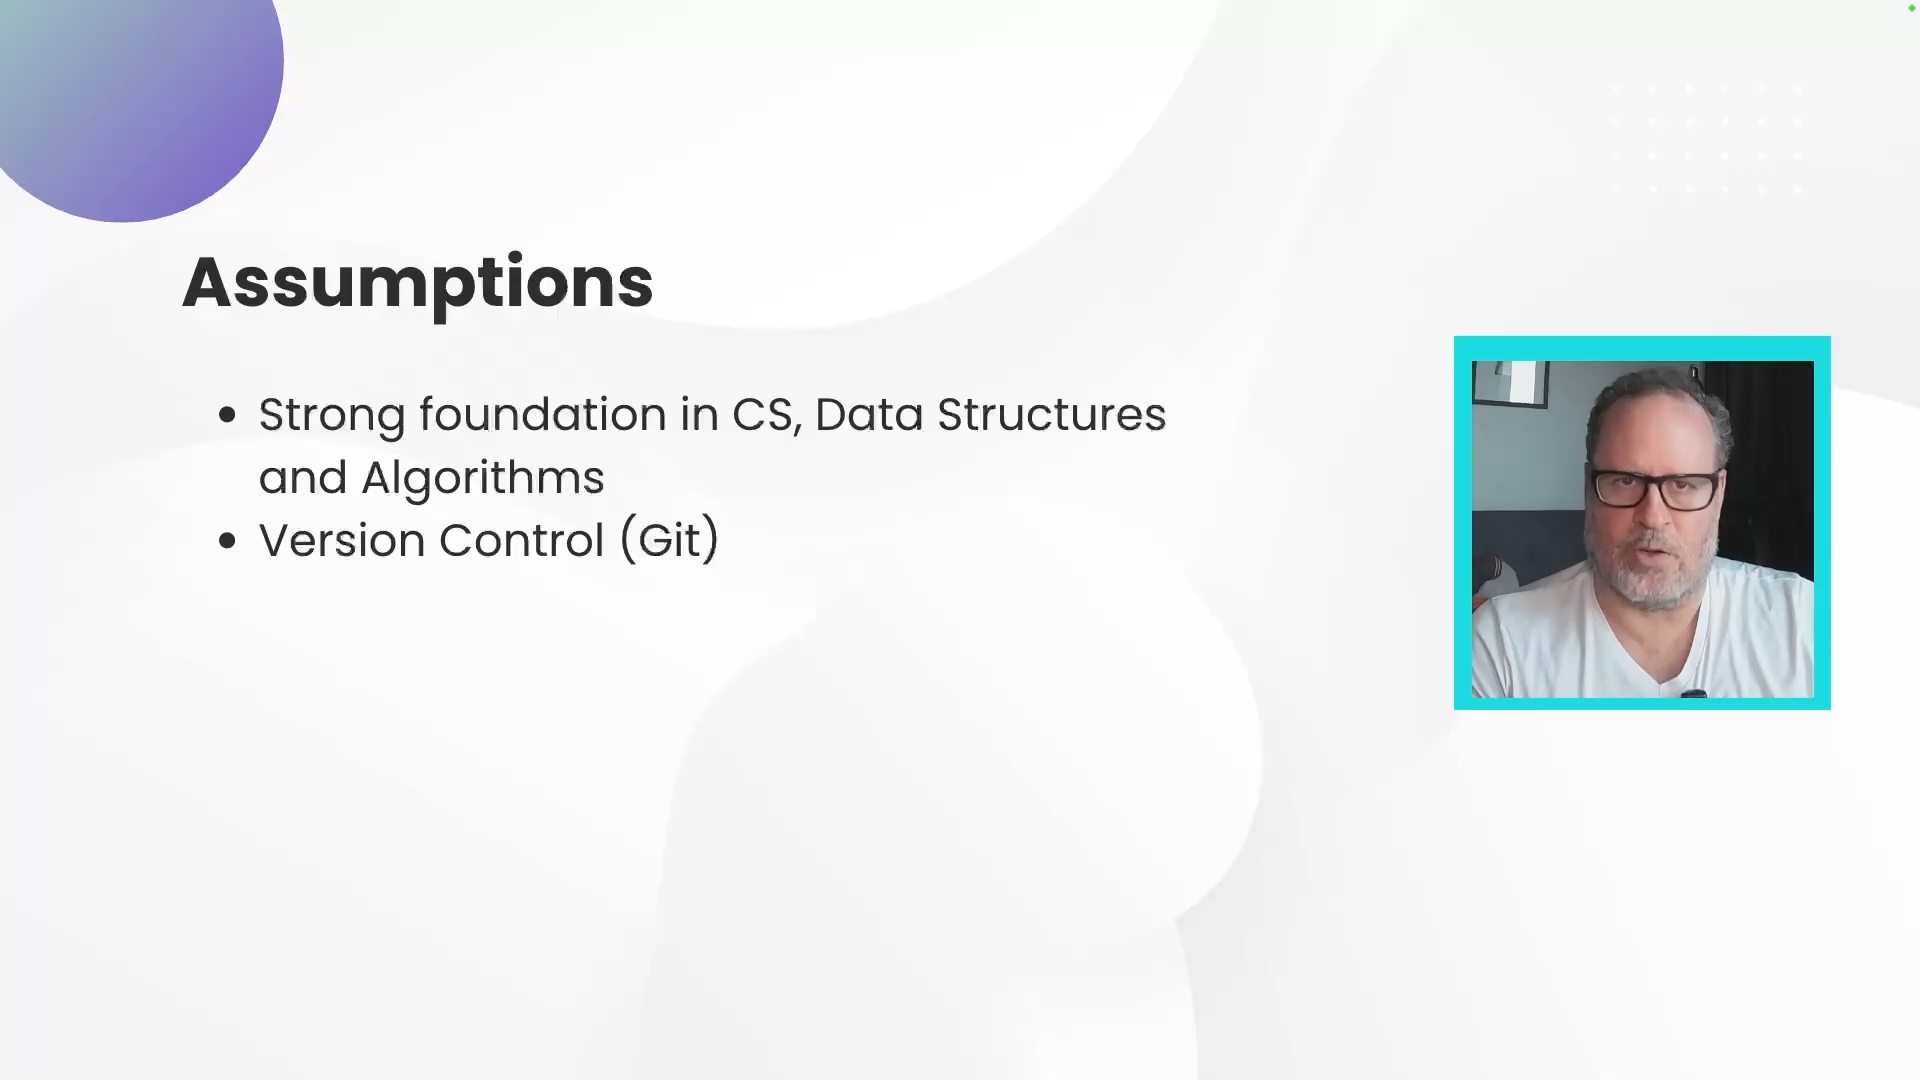 Assumptions
• Strong foundation in CS, Data Structures
and Algorithms
• Version Control (Git)